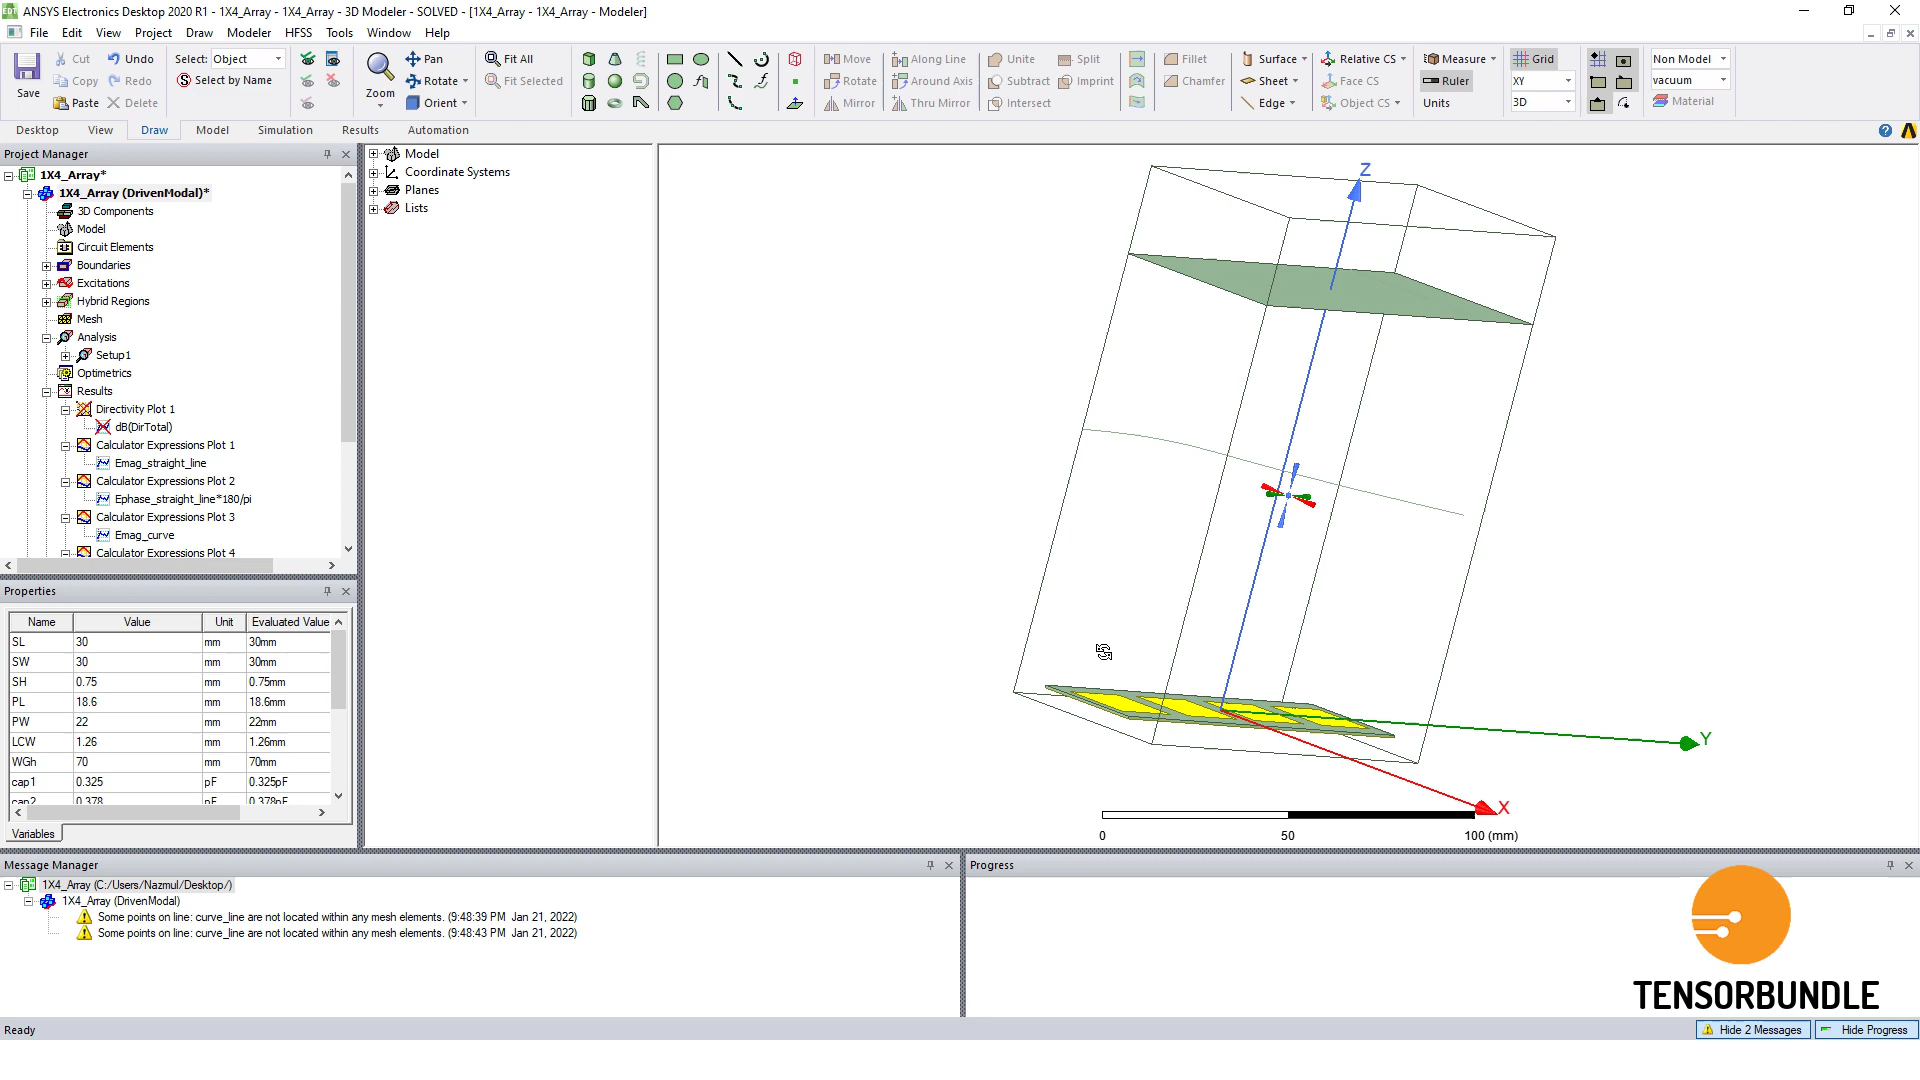 ANSYS Electronics Desktop 2020 R1 - 1X4_Array - 1X4_Array - 3D Modeler - SOLVED - [1X4_Array - 1X4_Array - Modeler]
File Edit View Project Draw Modeler HFSS Tools Window Help
Save Cut Copy Paste Undo Redo Delete Select: Object Select by Name
Zoom Pan Rotate Orient Fit All Fit Selected
Move Rotate Mirror Along Line Around Axis Thru Mirror
Unite Subtract Intersect Split Imprint Fillet Chamfer
Surface Sheet Edge Relative CS Face CS Object CS
Measure Ruler Units Grid XY 3D Non Model vacuum Material
Desktop View Draw Model Simulation Results Automation
Project Manager
1X4_Array*
1X4_Array (DrivenModal)*
3D Components
Model
Circuit Elements
Boundaries
Excitations
Hybrid Regions
Mesh
Analysis
Setup1
Optimetrics
Results
Directivity Plot 1
dB(DirTotal)
Calculator Expressions Plot 1
Emag_straight_line
Calculator Expressions Plot 2
Ephase_straight_line*180/pi
Calculator Expressions Plot 3
Emag_curve
Calculator Expressions Plot 4
Model
Coordinate Systems
Planes
Lists
Properties
Name Value Unit Evaluated Value
SL 30 mm 30mm
SW 30 mm 30mm
SH 0.75 mm 0.75mm
PL 18.6 mm 18.6mm
PW 22 mm 22mm
LCW 1.26 mm 1.26mm
WGh 70 mm 70mm
cap1 0.325 pF 0.325pF
cap2 0.378 pF 0.378pF
Variables
Z
Y
X
0 50 100 (mm)
Message Manager
1X4_Array (C:/Users/Nazmul/Desktop/)
1X4_Array (DrivenModal)
Some points on line: curve_line are not located within any mesh elements. (9:48:39 PM Jan 21, 2022)
Some points on line: curve_line are not located within any mesh elements. (9:48:43 PM Jan 21, 2022)
Progress
TENSORBUNDLE
Ready
Hide 2 Messages Hide Progress